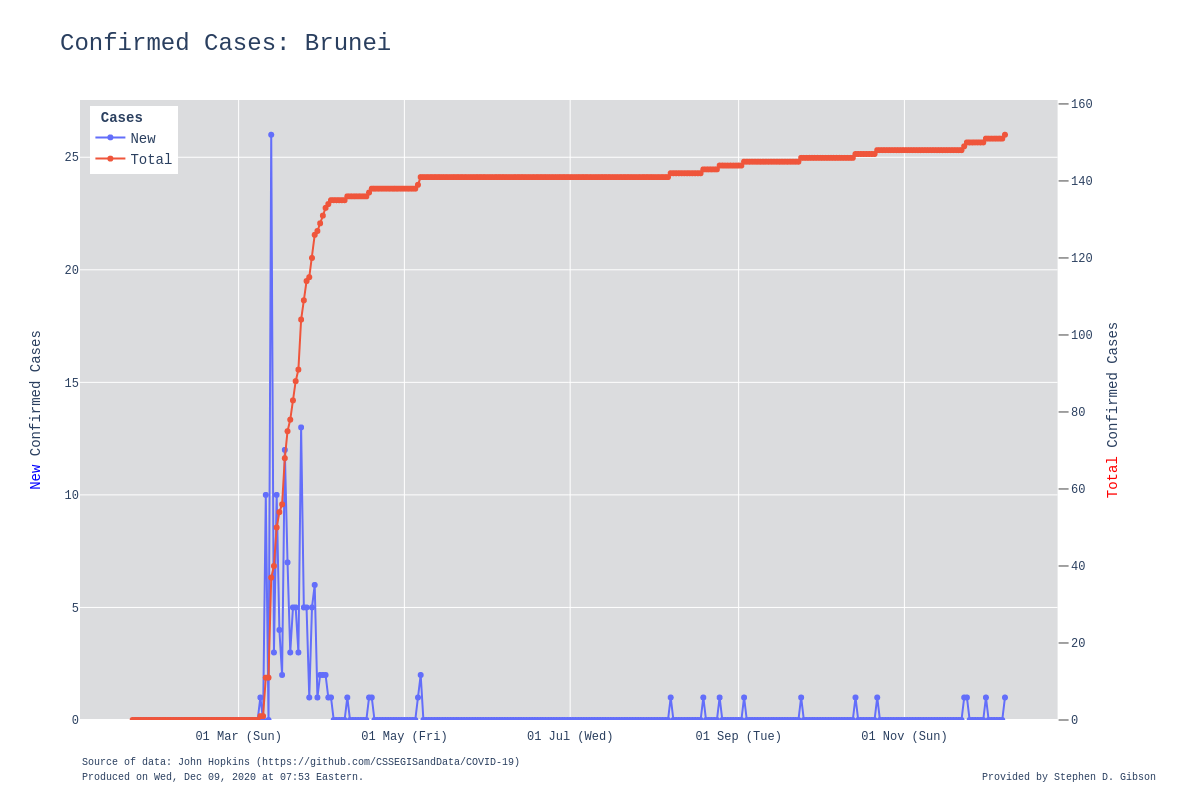 Confirmed Cases: Brunei
Cases
New
Total
25
20
15
10
5
0
New Confirmed Cases
160
140
120
100
80
60
40
20
0
Total Confirmed Cases
01 Mar (Sun)
01 May (Fri)
01 Jul (Wed)
01 Sep (Tue)
01 Nov (Sun)
Source of data: John Hopkins (https://github.com/CSSEGISandData/COVID-19)
Produced on Wed, Dec 09, 2020 at 07:53 Eastern.
Provided by Stephen D. Gibson